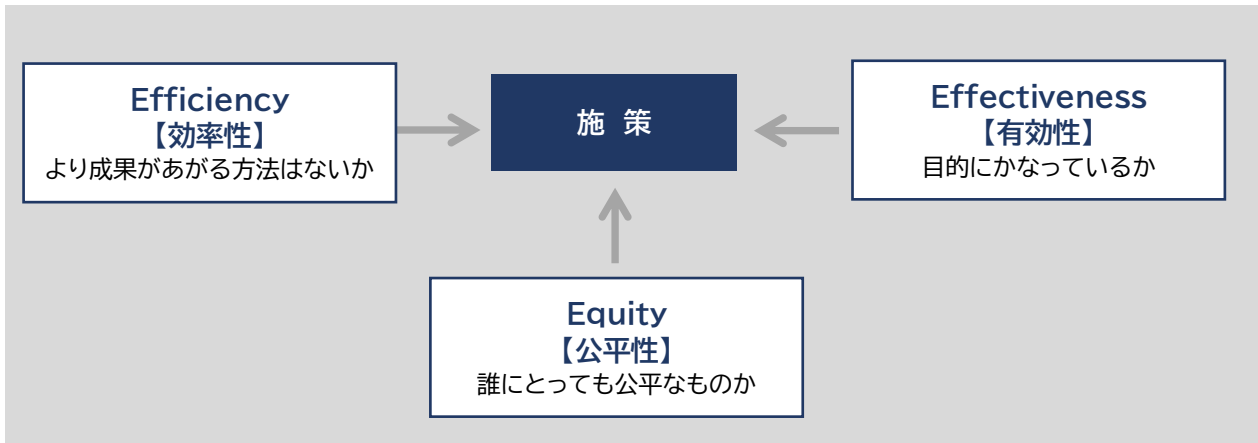 Efficiency
【効率性】
より成果があがる方法はないか
施 策
Effectiveness
【有効性】
目的にかなっているか
Equity
【公平性】
誰にとっても公平なものか